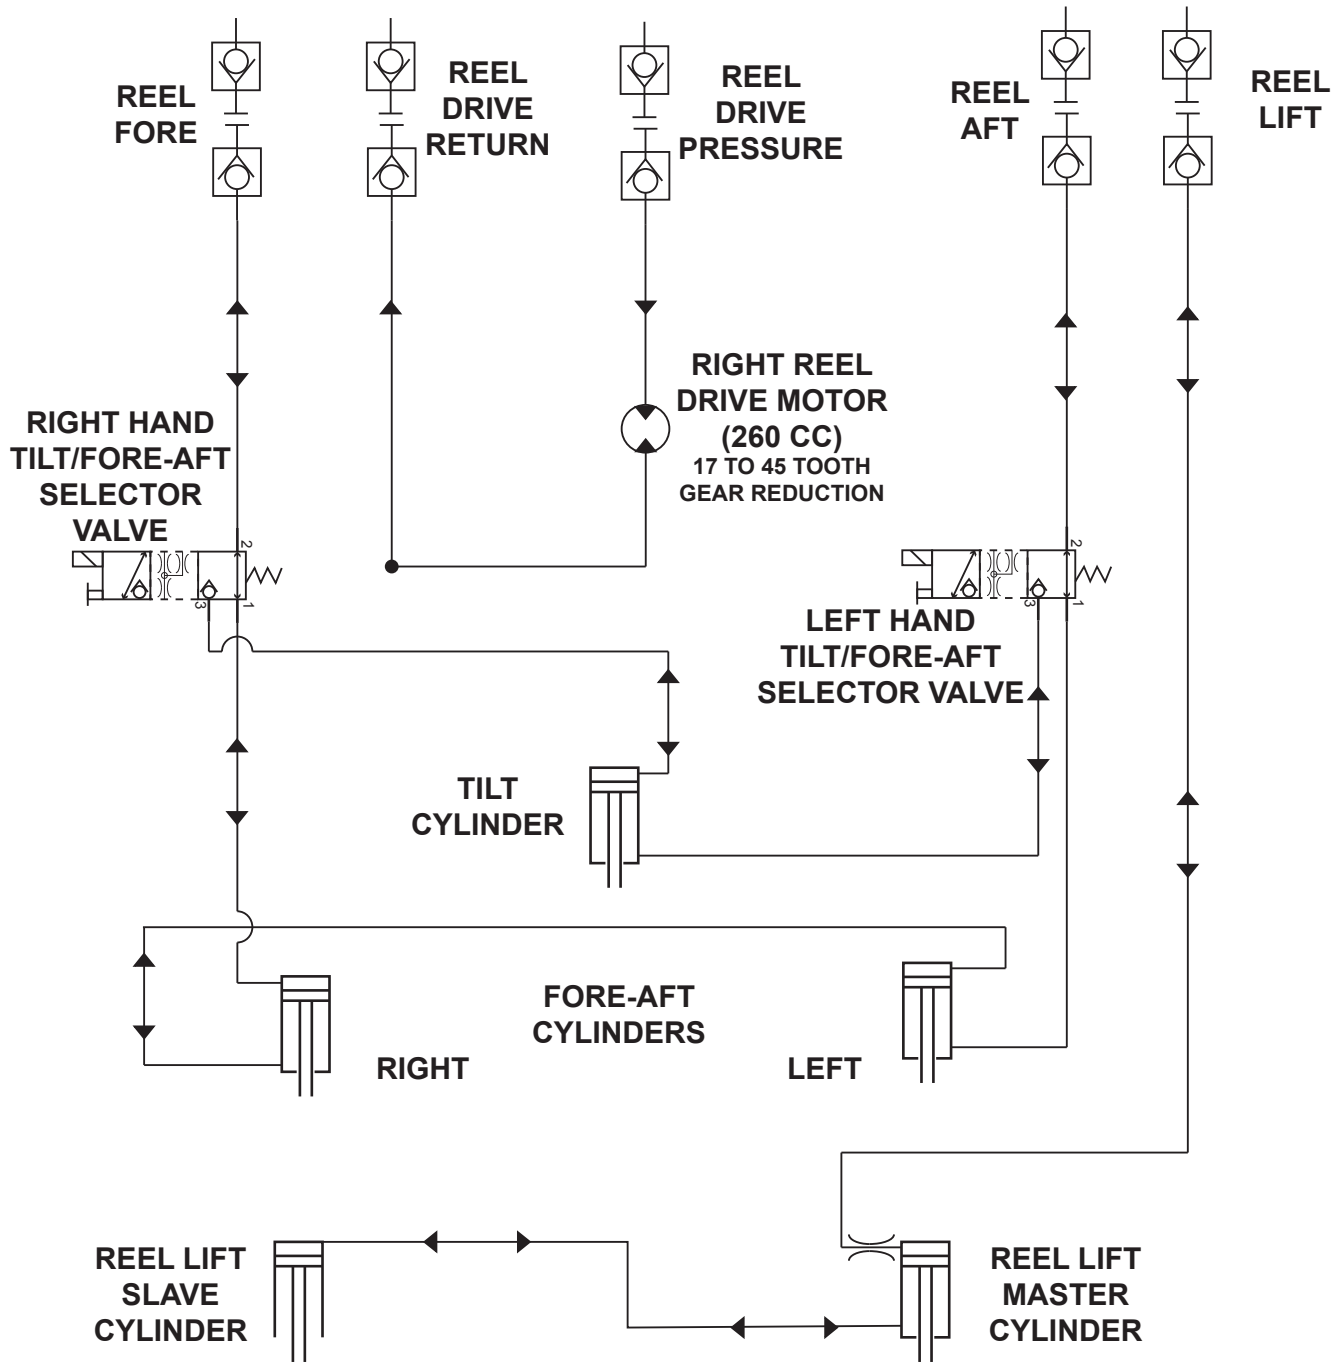 REEL
FORE
REEL
DRIVE
RETURN
REEL
DRIVE
PRESSURE
REEL
AFT
REEL
LIFT
RIGHT REEL
DRIVE MOTOR
(260 CC)
17 TO 45 TOOTH
GEAR REDUCTION
RIGHT HAND
TILT/FORE-AFT
SELECTOR
VALVE
2
3
1
2
3
1
LEFT HAND
TILT/FORE-AFT
SELECTOR VALVE
TILT
CYLINDER
FORE-AFT
CYLINDERS
RIGHT
LEFT
REEL LIFT
SLAVE
CYLINDER
REEL LIFT
MASTER
CYLINDER